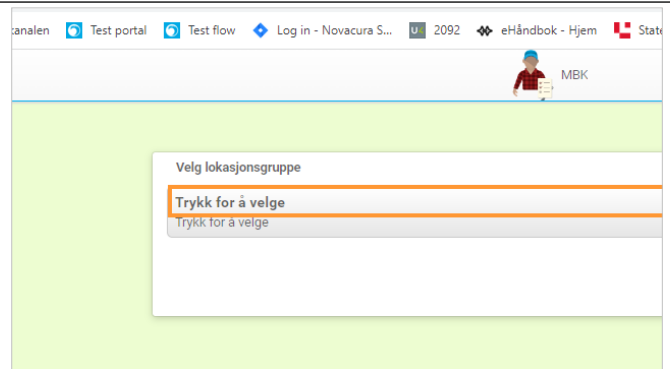 kanalen Test portal Test flow Log in - Novacura S... 2092 eHåndbok - Hjem State
MBK
Velg lokasjonsgruppe
Trykk for å velge
Trykk for å velge